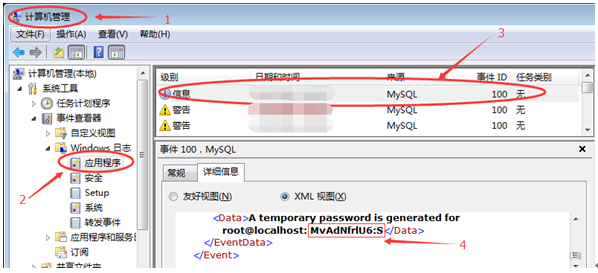 计算机管理
1
文件(F) 操作(A) 查看(V) 帮助(H)
3
计算机管理(本地)
系统工具
任务计划程序
事件查看器
自定义视图
Windows 日志
应用程序
安全
Setup
系统
转发事件
应用程序和服务日
订阅
共享文件夹
2
级别 日期和时间 来源 事件 ID 任务类别
信息 MySQL 100 无
警告 MySQL 100 无
警告 MySQL 100 无
事件 100，MySQL
常规 详细信息
友好视图(N) XML 视图(X)
<Data>A temporary password is generated for
root@localhost: MvAdNfrlU6:S</Data>
</EventData>
</Event>
4